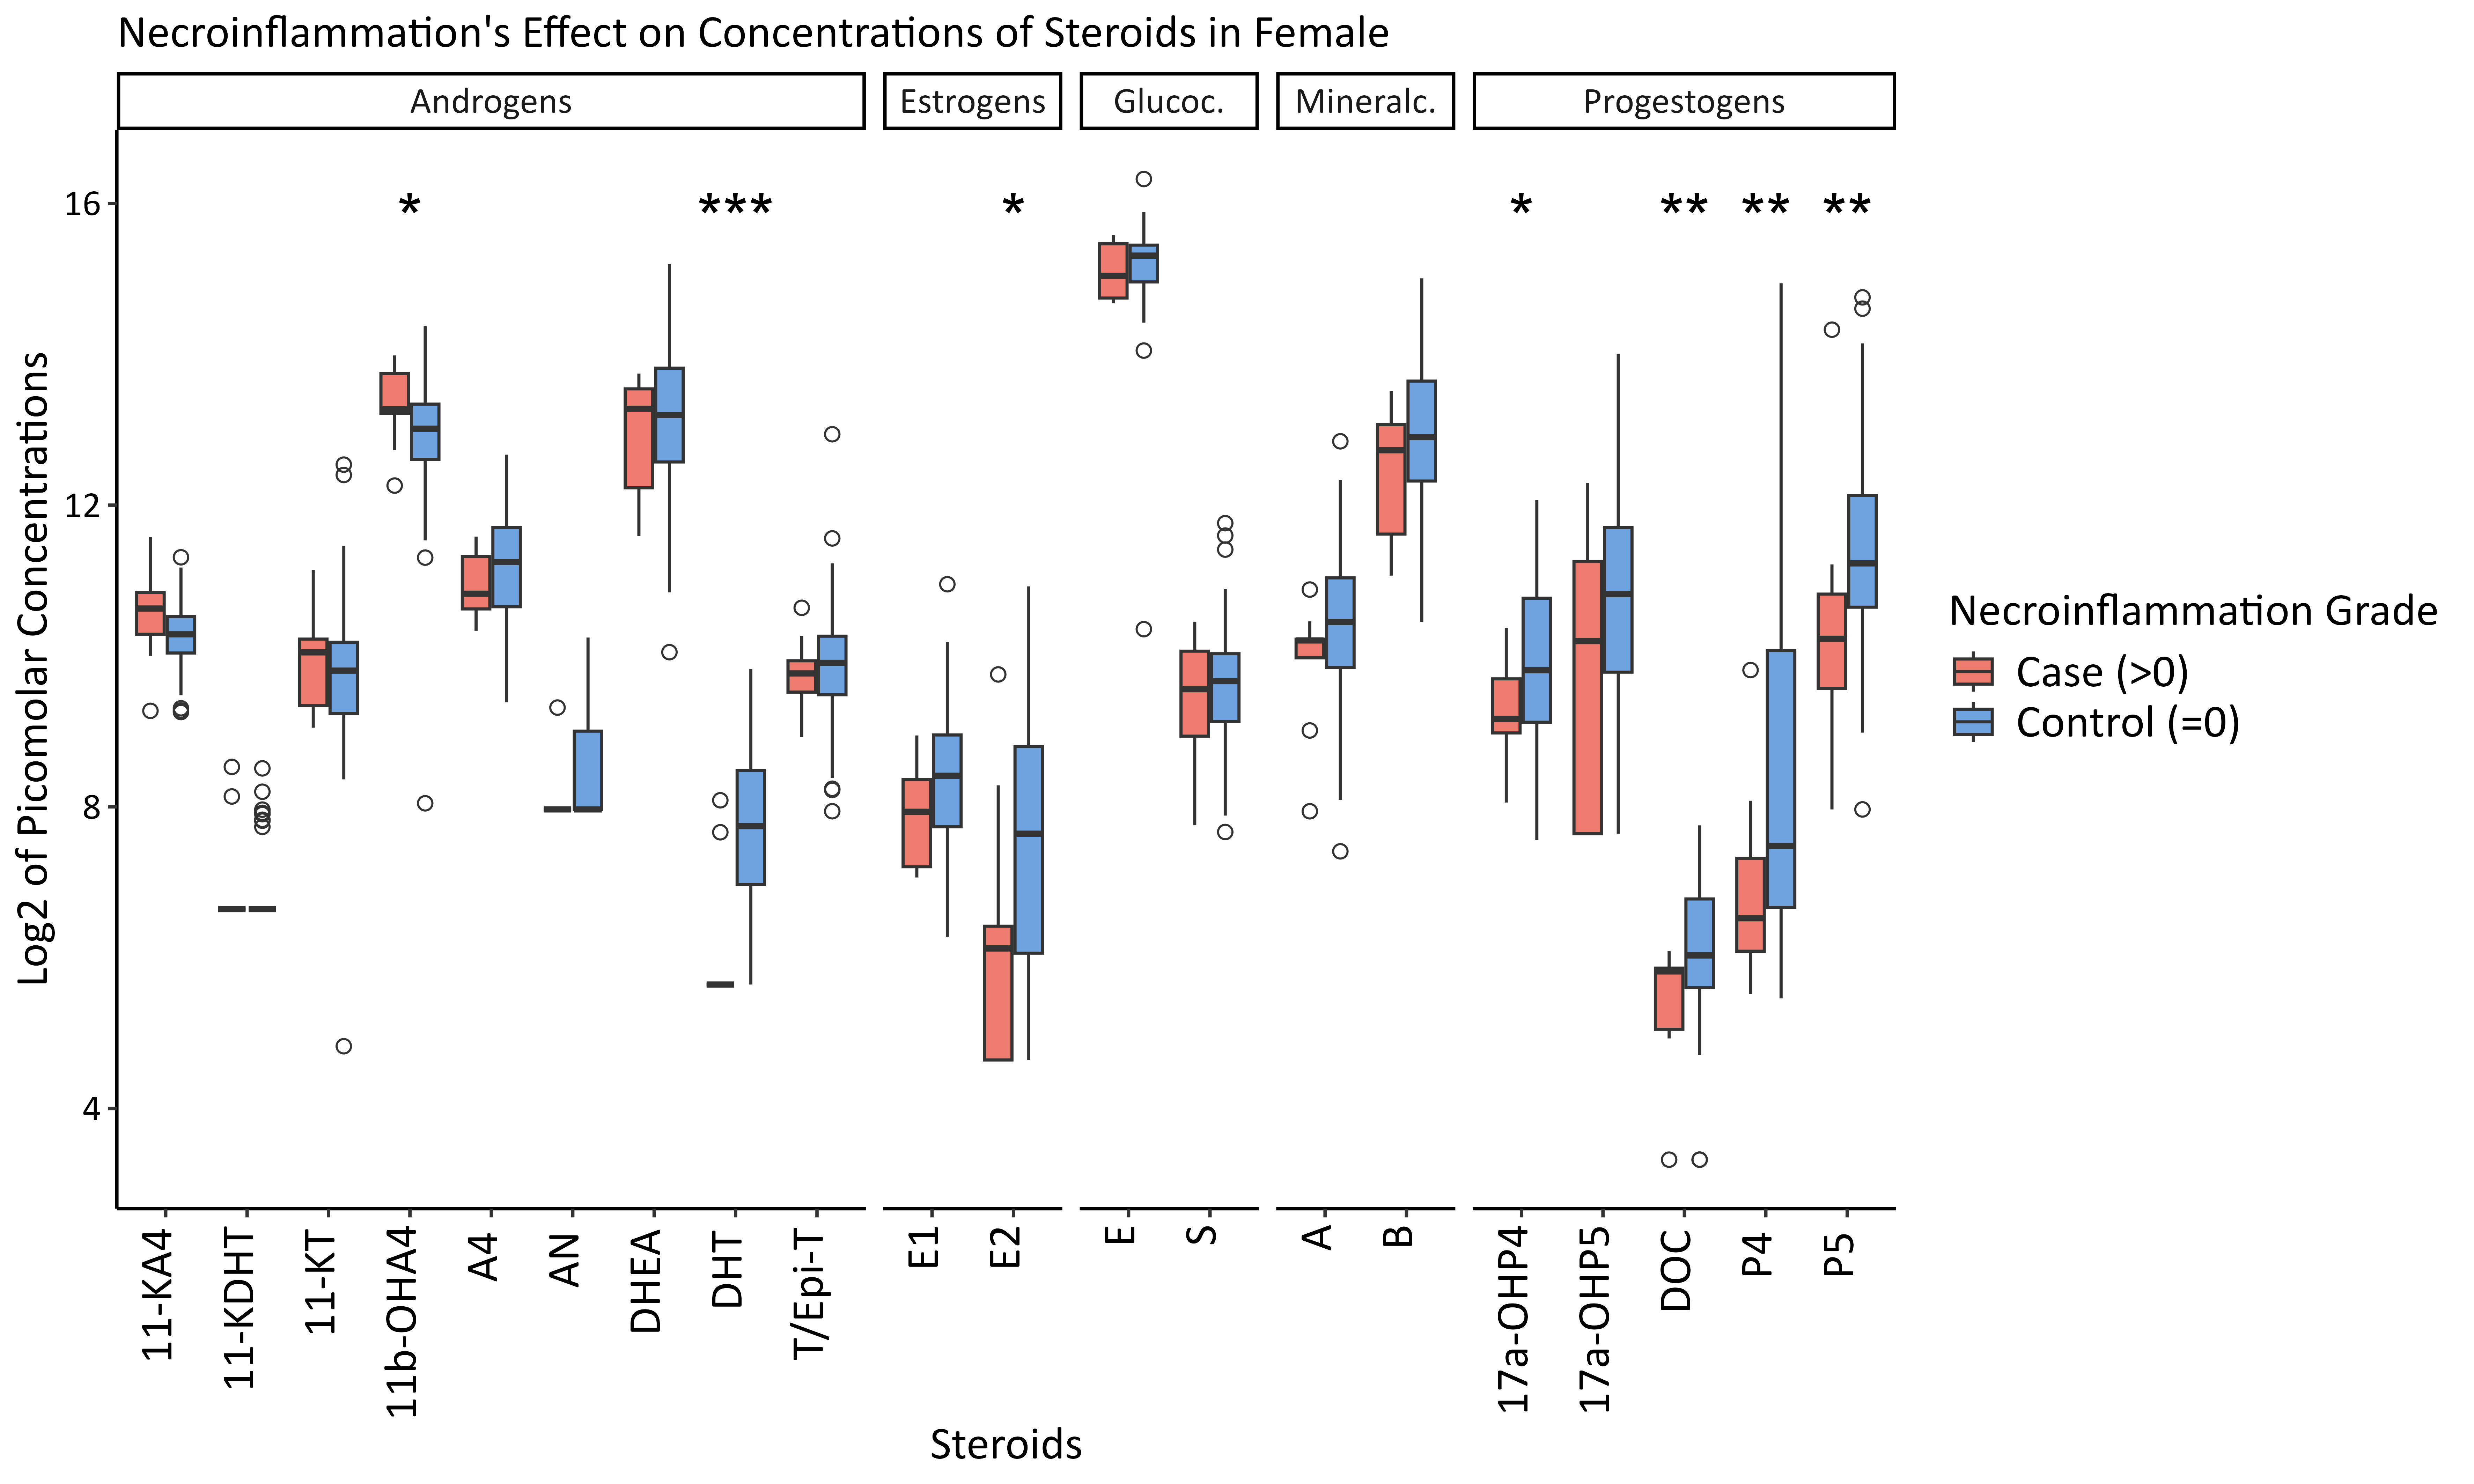 Necroinflammation's Effect on Concentrations of Steroids in Female
Androgens
Estrogens
Glucoc.
Mineralc.
Progestogens
*
***
*
*
**
**
**
16
12
8
4
Log2 of Picomolar Concentrations
11-KA4
11-KDHT
11-KT
11b-OHA4
A4
AN
DHEA
DHT
T/Epi-T
E1
E2
E
S
A
B
17a-OHP4
17a-OHP5
DOC
P4
P5
Steroids
Necroinflammation Grade
Case (>0)
Control (=0)